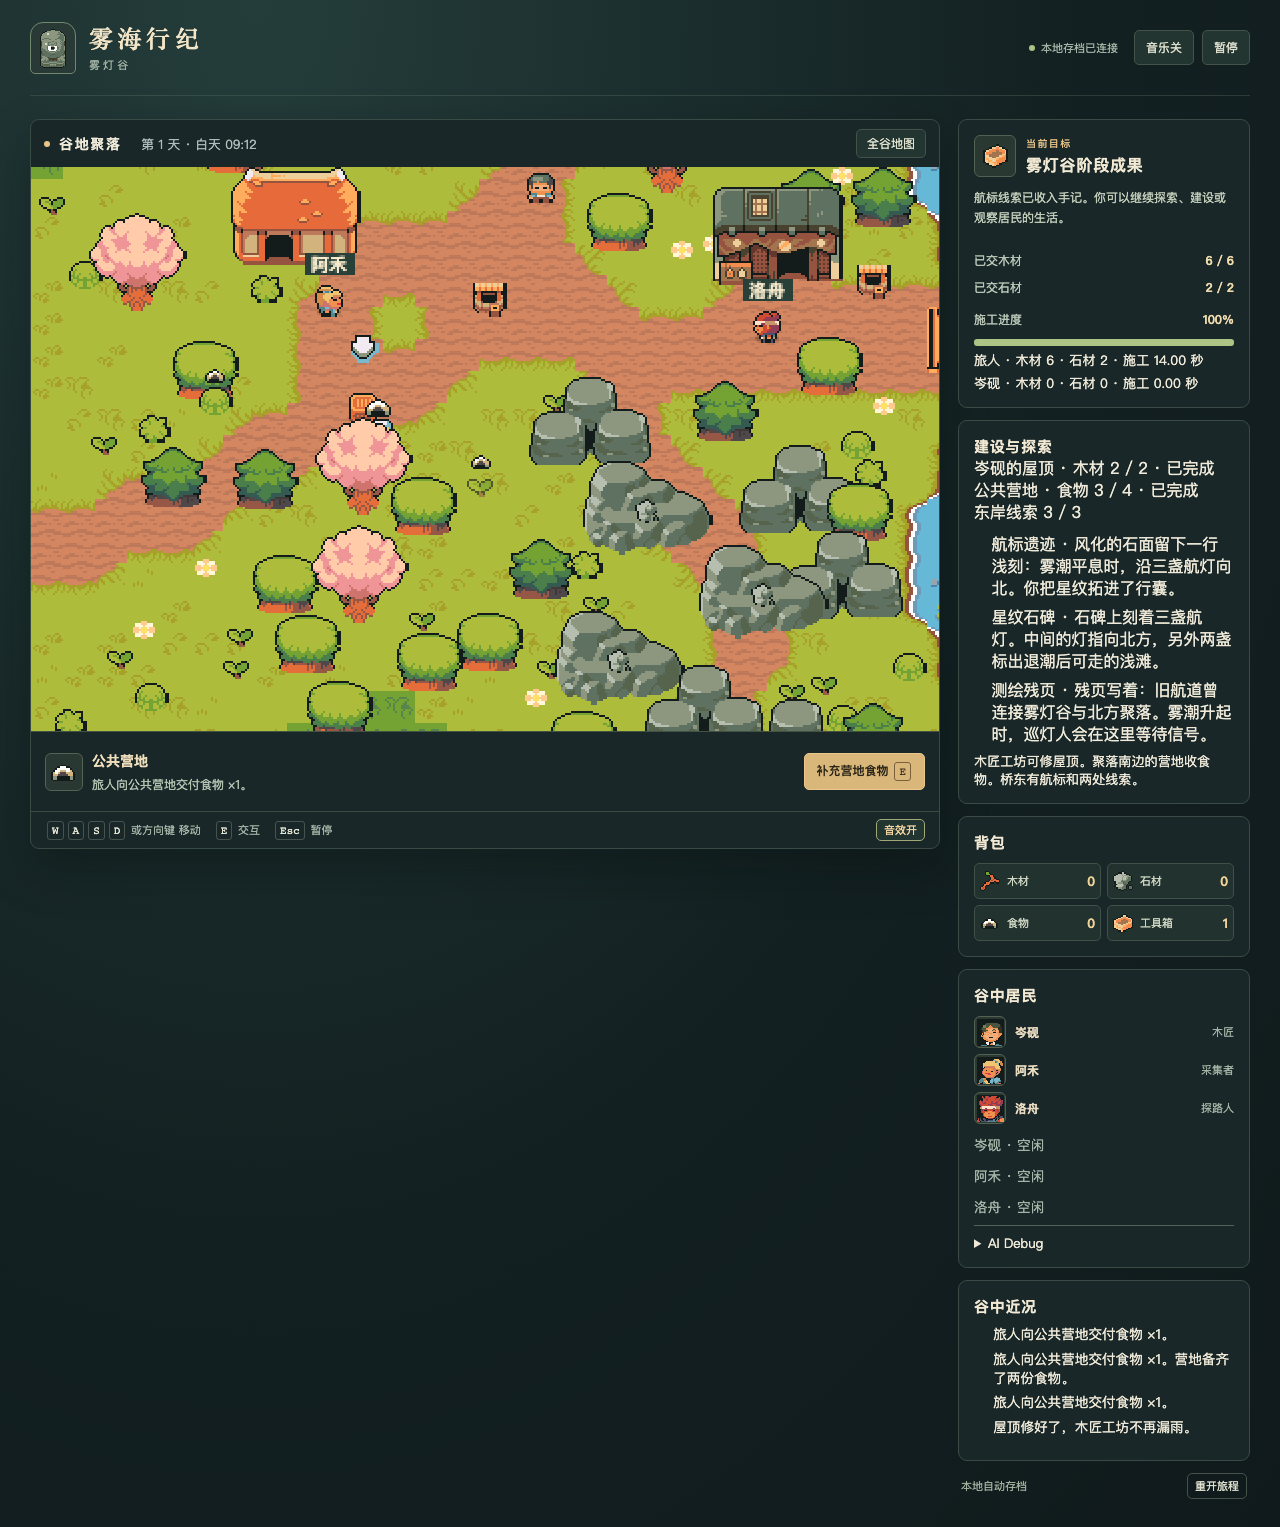 雾海行纪
雾灯谷
本地存档已连接
音乐关
暂停
谷地聚落
第 1 天 · 白天 09:12
全谷地图
阿禾
洛舟
公共营地
旅人向公共营地交付食物 ×1。
补充营地食物 E
W A S D 或方向键 移动 E 交互 Esc 暂停
音效开
当前目标
雾灯谷阶段成果
航标线索已收入手记。你可以继续探索、建设或
观察居民的生活。
已交木材 6 / 6
已交石材 2 / 2
施工进度 100%
旅人 · 木材 6 · 石材 2 · 施工 14.00 秒
岑砚 · 木材 0 · 石材 0 · 施工 0.00 秒
建设与探索
岑砚的屋顶 · 木材 2 / 2 · 已完成
公共营地 · 食物 3 / 4 · 已完成
东岸线索 3 / 3
航标遗迹 · 风化的石面留下一行
浅刻：雾潮平息时，沿三盏航灯向
北。你把星纹拓进了行囊。
星纹石碑 · 石碑上刻着三盏航
灯。中间的灯指向北方，另外两盏
标出退潮后可走的浅滩。
测绘残页 · 残页写着：旧航道曾
连接雾灯谷与北方聚落。雾潮升起
时，巡灯人会在这里等待信号。
木匠工坊可修屋顶。聚落南边的营地收食
物。桥东有航标和两处线索。
背包
木材 0
石材 0
食物 0
工具箱 1
谷中居民
岑砚 木匠
阿禾 采集者
洛舟 探路人
岑砚 · 空闲
阿禾 · 空闲
洛舟 · 空闲
AI Debug
谷中近况
旅人向公共营地交付食物 ×1。
旅人向公共营地交付食物 ×1。营地备齐
了两份食物。
旅人向公共营地交付食物 ×1。
屋顶修好了，木匠工坊不再漏雨。
本地自动存档
重开旅程